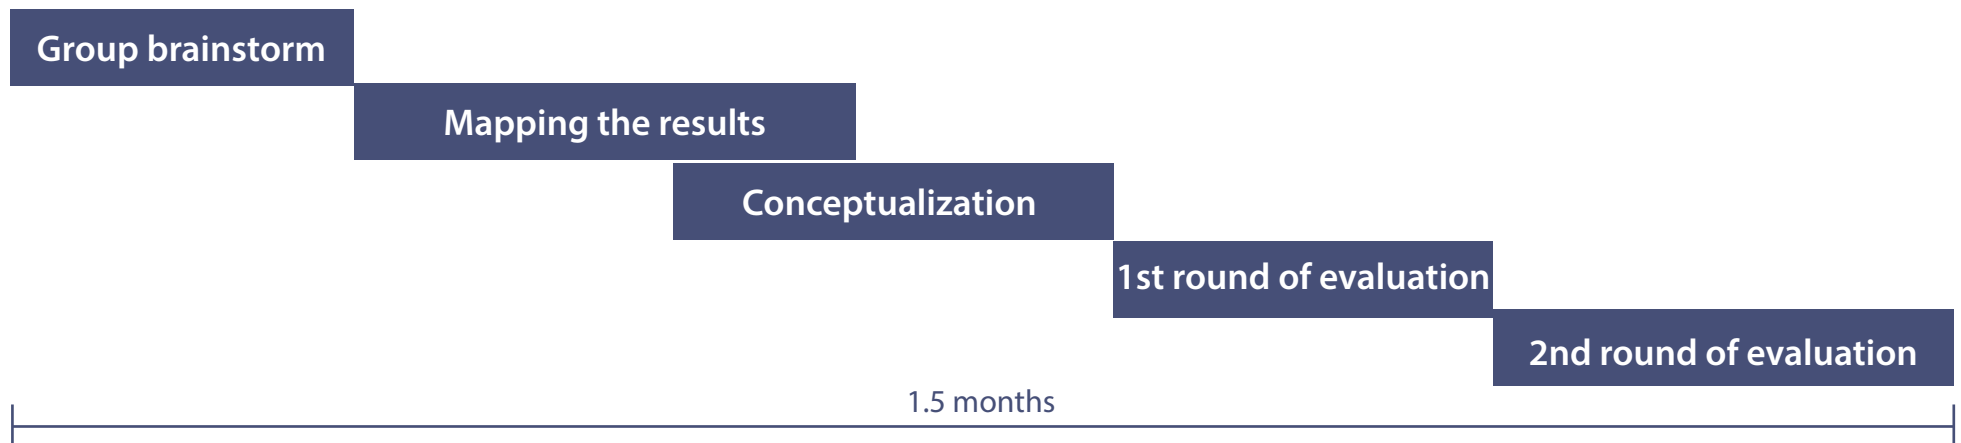 Group brainstorm
Mapping the results
Conceptualization
1st round of evaluation
2nd round of evaluation
1.5 months